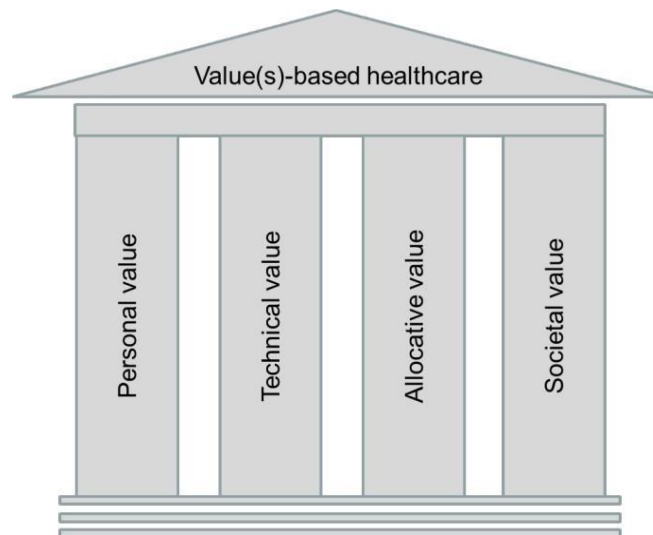 Value(s)-based healthcare
Personal value
Technical value
Allocative value
Societal value